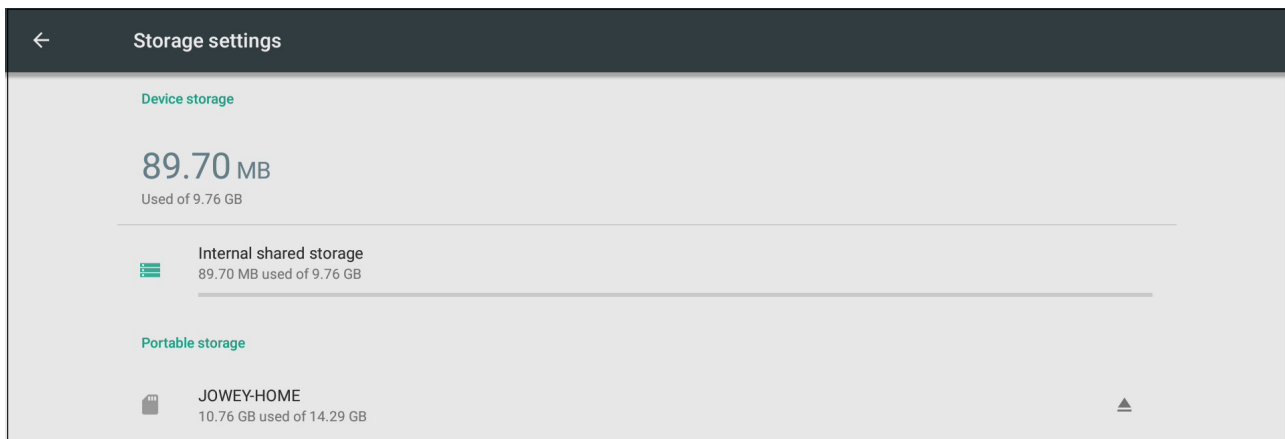 Storage settings
Device storage
89.70 MB
Used of 9.76 GB
Internal shared storage
89.70 MB used of 9.76 GB
Portable storage
JOWEY-HOME
10.76 GB used of 14.29 GB